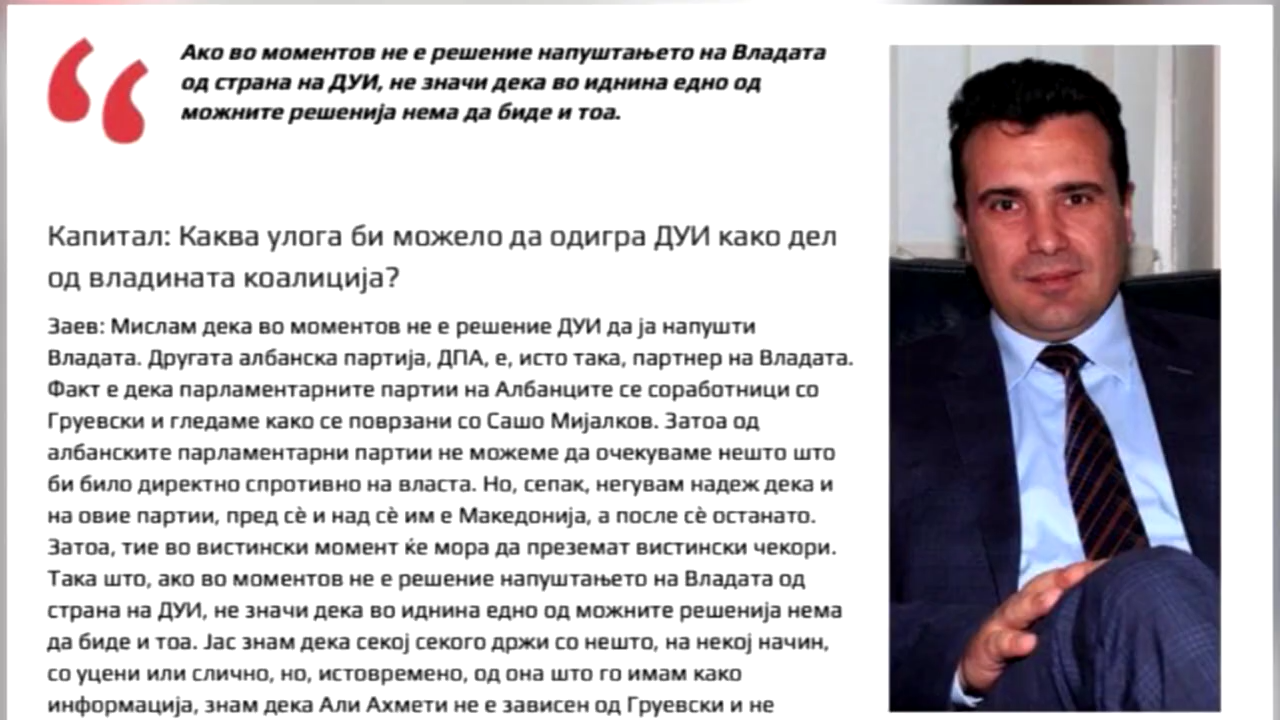 Ако во моментов не е решение напуштањето на Владата
од страна на ДУИ, не значи дека во иднина едно од
можните решенија нема да биде и тоа.
Капитал: Каква улога би можело да одигра ДУИ како дел
од владината коалиција?
Заев: Мислам дека во моментов не е решение ДУИ да ја напушти
Владата. Другата албанска партија, ДПА, е, исто така, партнер на Владата.
Факт е дека парламентарните партии на Албанците се соработници со
Груевски и гледаме како се поврзани со Сашо Мијалков. Затоа од
албанските парламентарни партии не можеме да очекуваме нешто што
би било директно спротивно на власта. Но, сепак, негувам надеж дека и
на овие партии, пред сѐ и над сѐ им е Македонија, а после сѐ останато.
Затоа, тие во вистински момент ќе мора да преземат вистински чекори.
Така што, ако во моментов не е решение напуштањето на Владата од
страна на ДУИ, не значи дека во иднина едно од можните решенија нема
да биде и тоа. Јас знам дека секој секого држи со нешто, на некој начин,
со уцени или слично, но, истовремено, од она што го имам како
информација, знам дека Али Ахмети не е зависен од Груевски и не